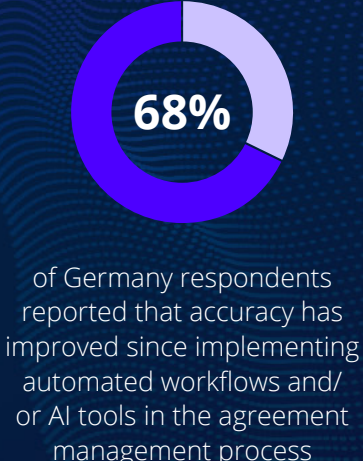 68%
of Germany respondents
reported that accuracy has
improved since implementing
automated workflows and/
or AI tools in the agreement
management process